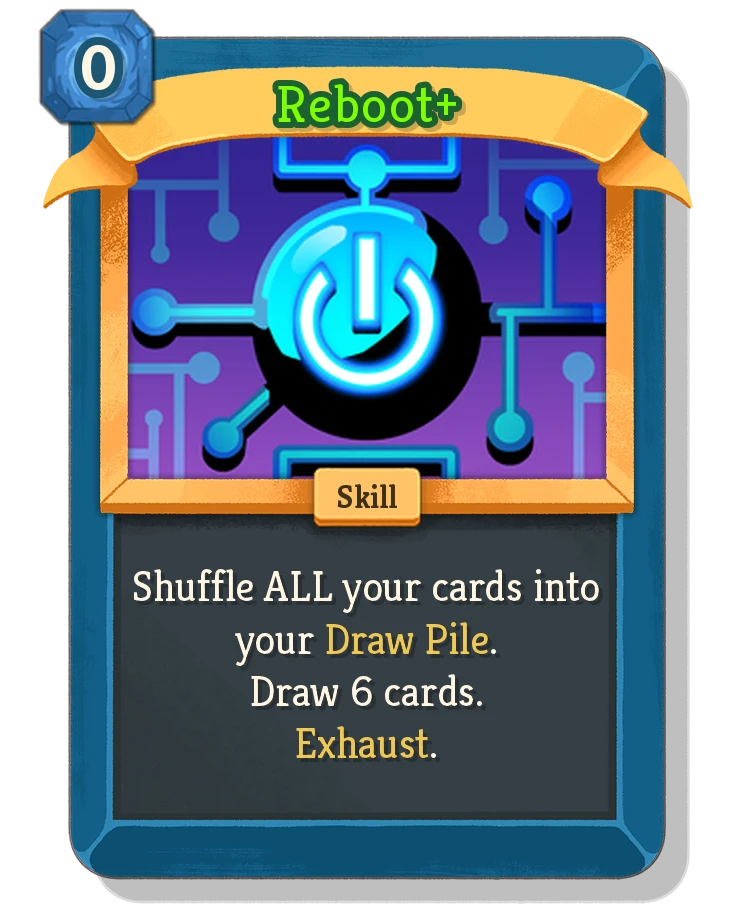 0
Reboot+
Skill
Shuffle ALL your cards into
your Draw Pile.
Draw 6 cards.
Exhaust.